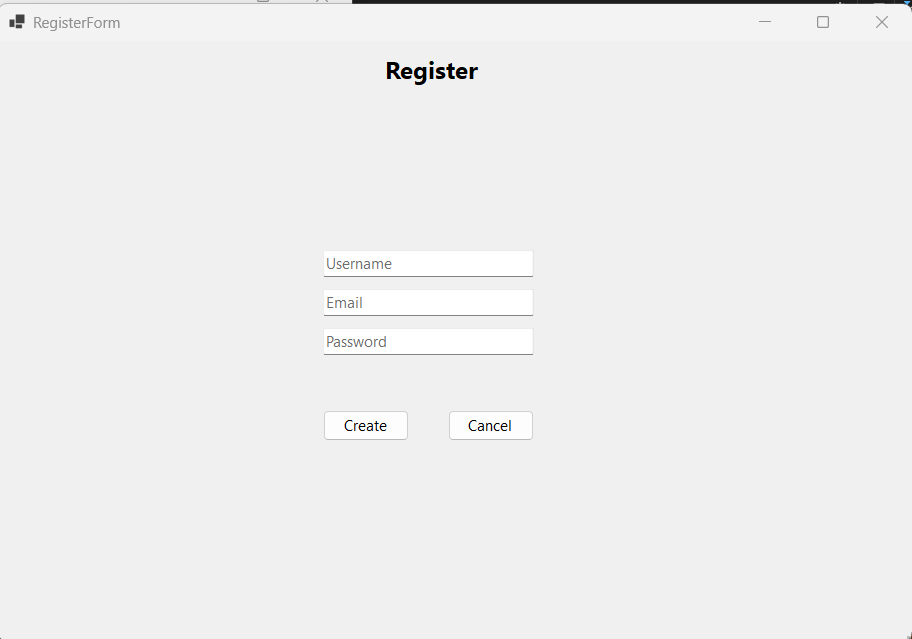 RegisterForm
Register
Username
Email
Password
Create Cancel